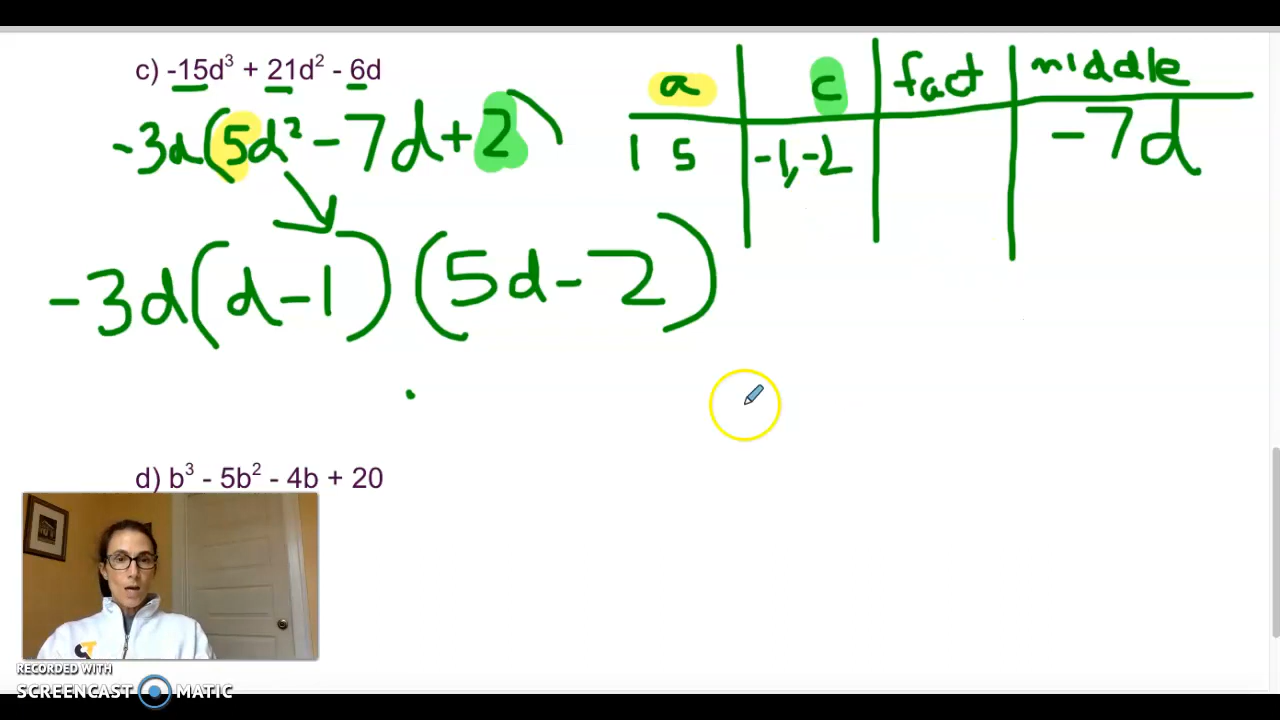 c) -15d³ + 21d² - 6d
-3d(5d² - 7d + 2)
-3d(d - 1)(5d - 2)
a c fact middle
1 5 -1, -2 -7d
d) b³ - 5b² - 4b + 20
RECORDED WITH
SCREENCAST MATIC